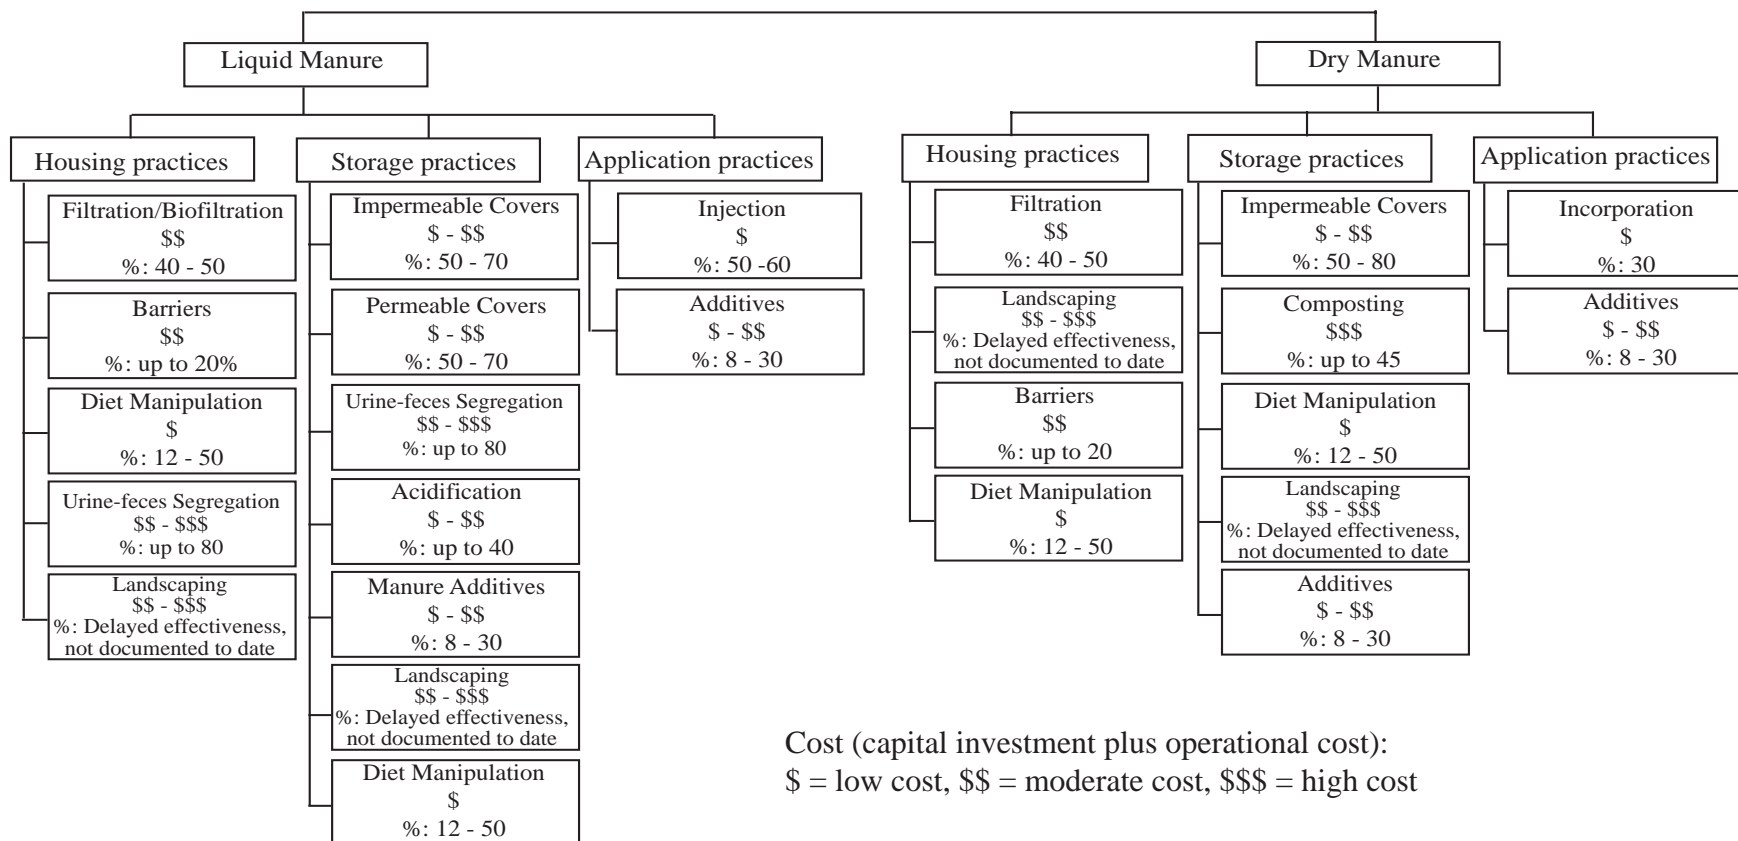 Liquid Manure
Housing practices
Filtration/Biofiltration
$$
%: 40 - 50
Barriers
$$
%: up to 20%
Diet Manipulation
$
%: 12 - 50
Urine-feces Segregation
$$ - $$$
%: up to 80
Landscaping
$$ - $$$
%: Delayed effectiveness,
not documented to date
Storage practices
Impermeable Covers
$ - $$
%: 50 - 70
Permeable Covers
$ - $$
%: 50 - 70
Urine-feces Segregation
$$ - $$$
%: up to 80
Acidification
$ - $$
%: up to 40
Manure Additives
$ - $$
%: 8 - 30
Landscaping
$$ - $$$
%: Delayed effectiveness,
not documented to date
Diet Manipulation
$
%: 12 - 50
Application practices
Injection
$
%: 50 -60
Additives
$ - $$
%: 8 - 30
Dry Manure
Housing practices
Filtration
$$
%: 40 - 50
Landscaping
$$ - $$$
%: Delayed effectiveness,
not documented to date
Barriers
$$
%: up to 20
Diet Manipulation
$
%: 12 - 50
Storage practices
Impermeable Covers
$ - $$
%: 50 - 80
Composting
$$$
%: up to 45
Diet Manipulation
$
%: 12 - 50
Landscaping
$$ - $$$
%: Delayed effectiveness,
not documented to date
Additives
$ - $$
%: 8 - 30
Application practices
Incorporation
$
%: 30
Additives
$ - $$
%: 8 - 30
Cost (capital investment plus operational cost):
$ = low cost, $$ = moderate cost, $$$ = high cost